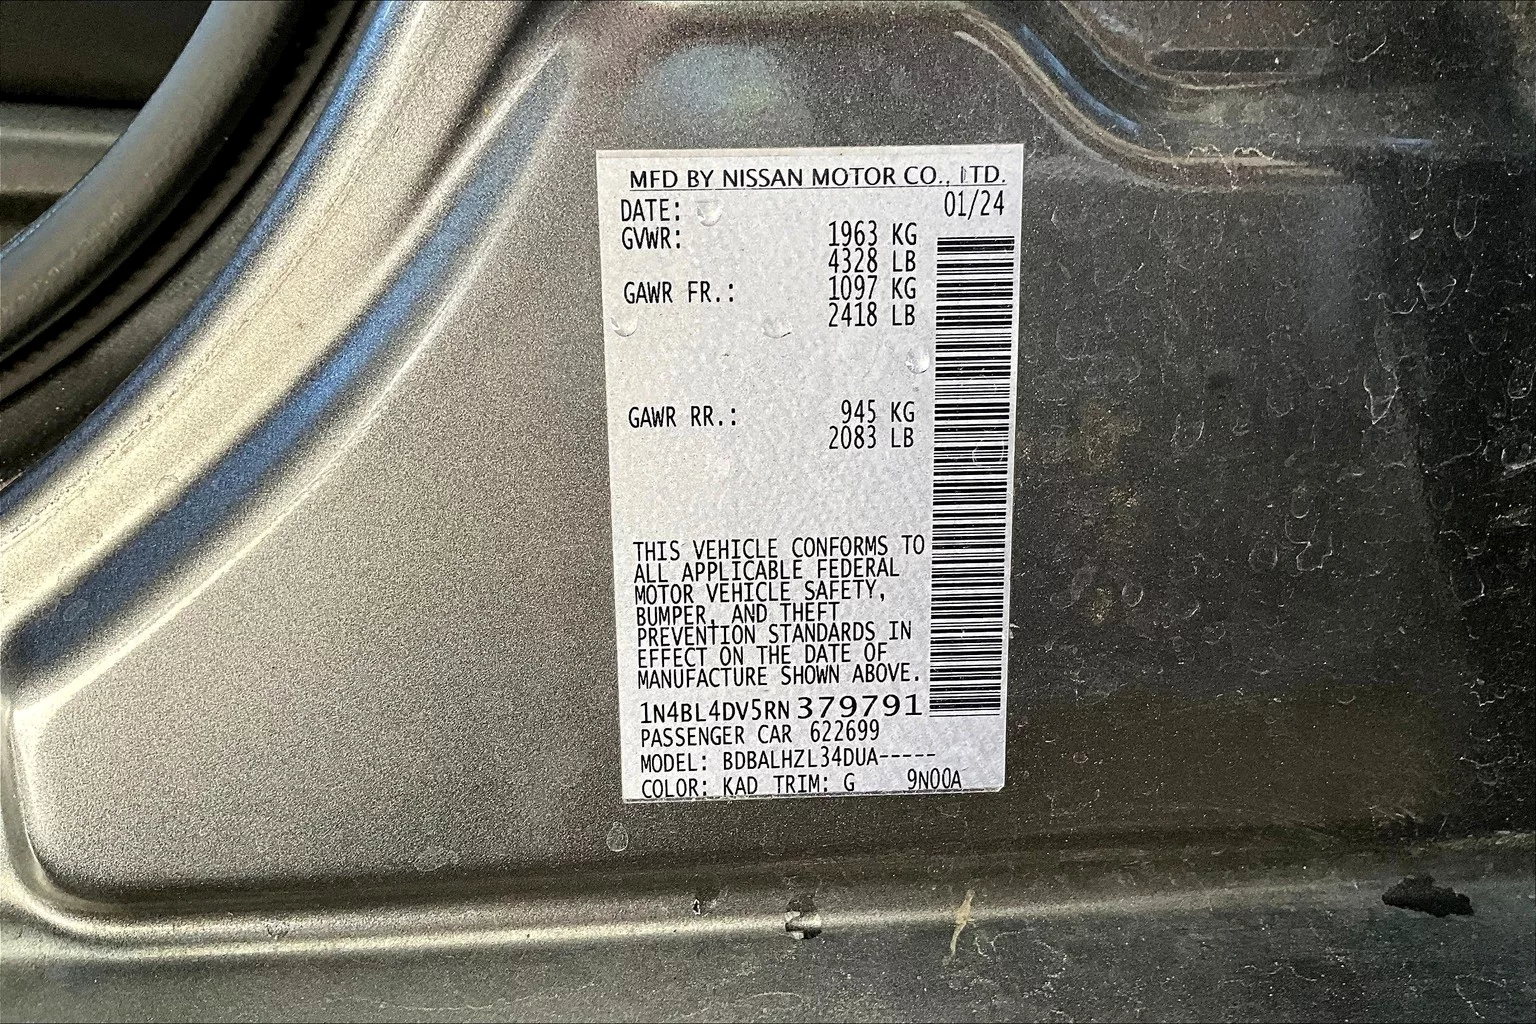 MFD BY NISSAN MOTOR CO., LTD.
DATE: 01/24
GVWR: 1963 KG
4328 LB
GAWR FR.: 1097 KG
2418 LB
GAWR RR.: 945 KG
2083 LB
THIS VEHICLE CONFORMS TO
ALL APPLICABLE FEDERAL
MOTOR VEHICLE SAFETY,
BUMPER, AND THEFT
PREVENTION STANDARDS IN
EFFECT ON THE DATE OF
MANUFACTURE SHOWN ABOVE.
1N4BL4DV5RN379791
PASSENGER CAR 622699
MODEL: BDBALHZL34DUA-----
COLOR: KAD TRIM: G 9N00A